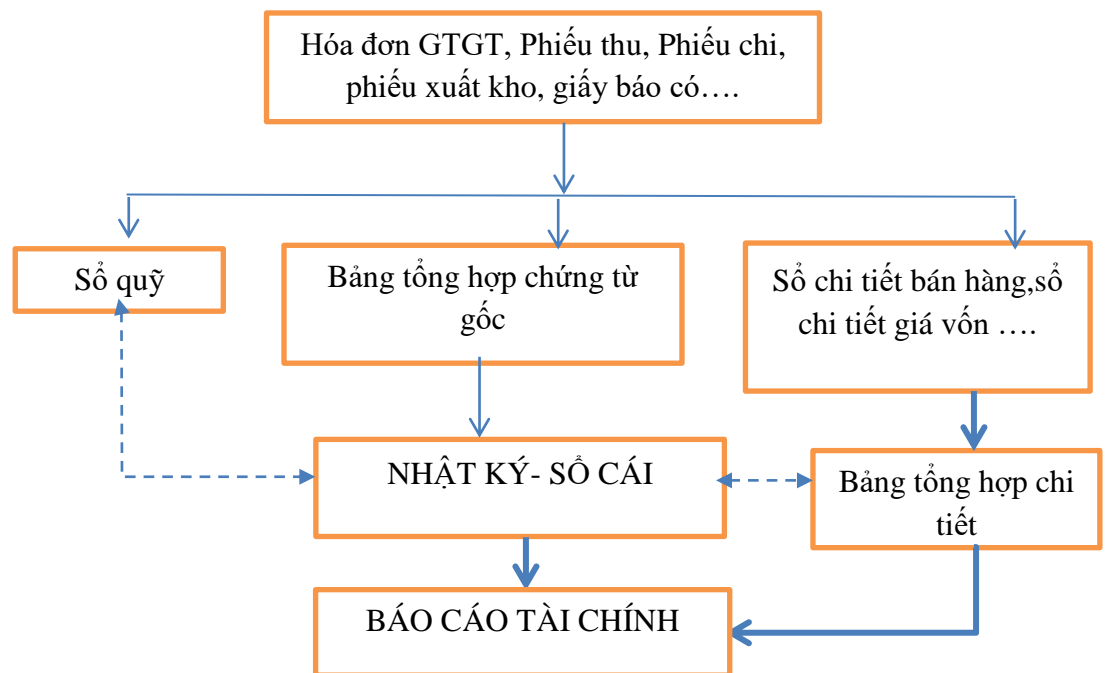 Hóa đơn GTGT, Phiếu thu, Phiếu chi,
phiếu xuất kho, giấy báo có….
Sổ quỹ
Bảng tổng hợp chứng từ
gốc
Sổ chi tiết bán hàng,sổ
chi tiết giá vốn ….
NHẬT KÝ- SỔ CÁI
Bảng tổng hợp chi
tiết
BÁO CÁO TÀI CHÍNH